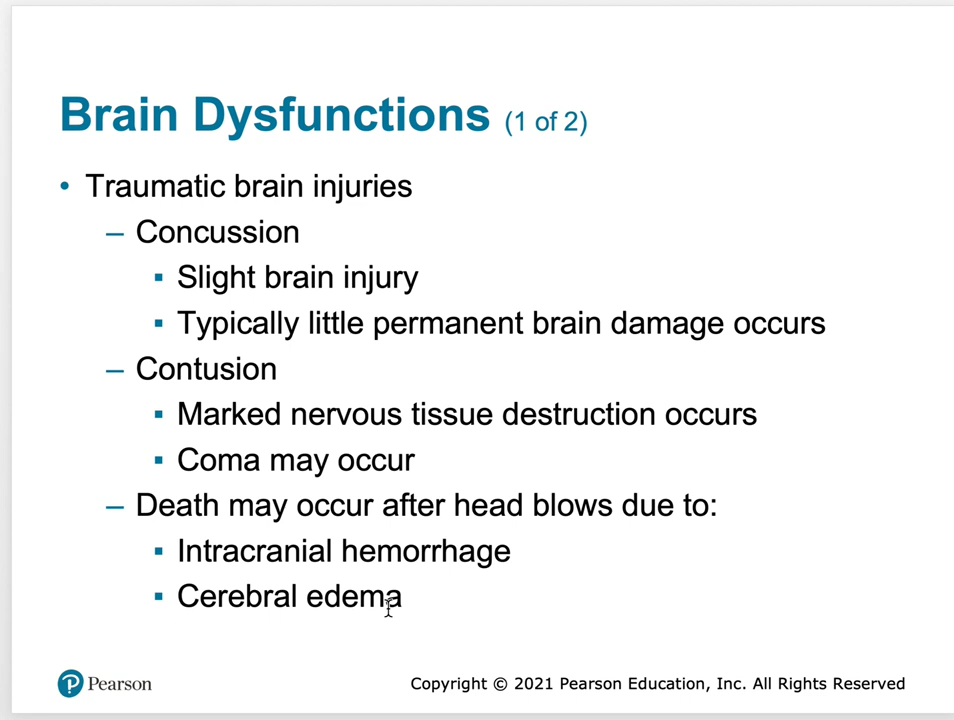 Brain Dysfunctions (1 of 2)
• Traumatic brain injuries
– Concussion
▪ Slight brain injury
▪ Typically little permanent brain damage occurs
– Contusion
▪ Marked nervous tissue destruction occurs
▪ Coma may occur
– Death may occur after head blows due to:
▪ Intracranial hemorrhage
▪ Cerebral edema
P Pearson
Copyright © 2021 Pearson Education, Inc. All Rights Reserved